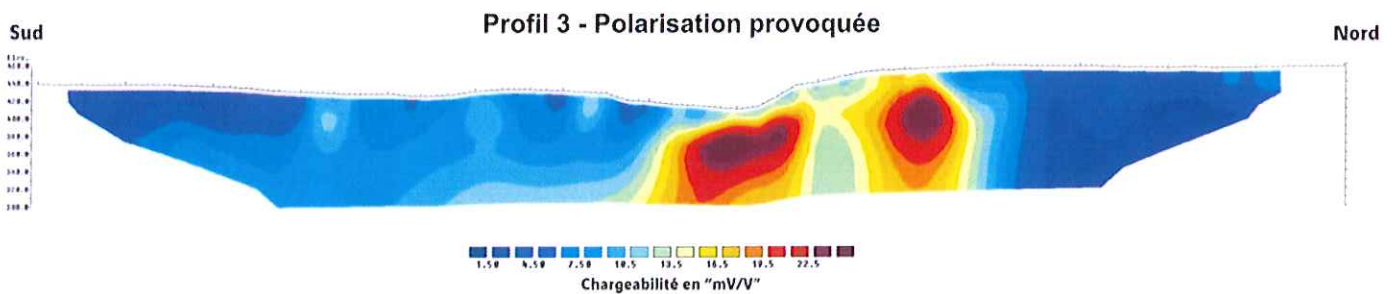 Profil 3 - Polarisation provoquée
Sud
Nord
Elev.
1.50 4.50 7.50 10.5 13.5 16.5 19.5 22.5
Chargeabilité en "mV/V"